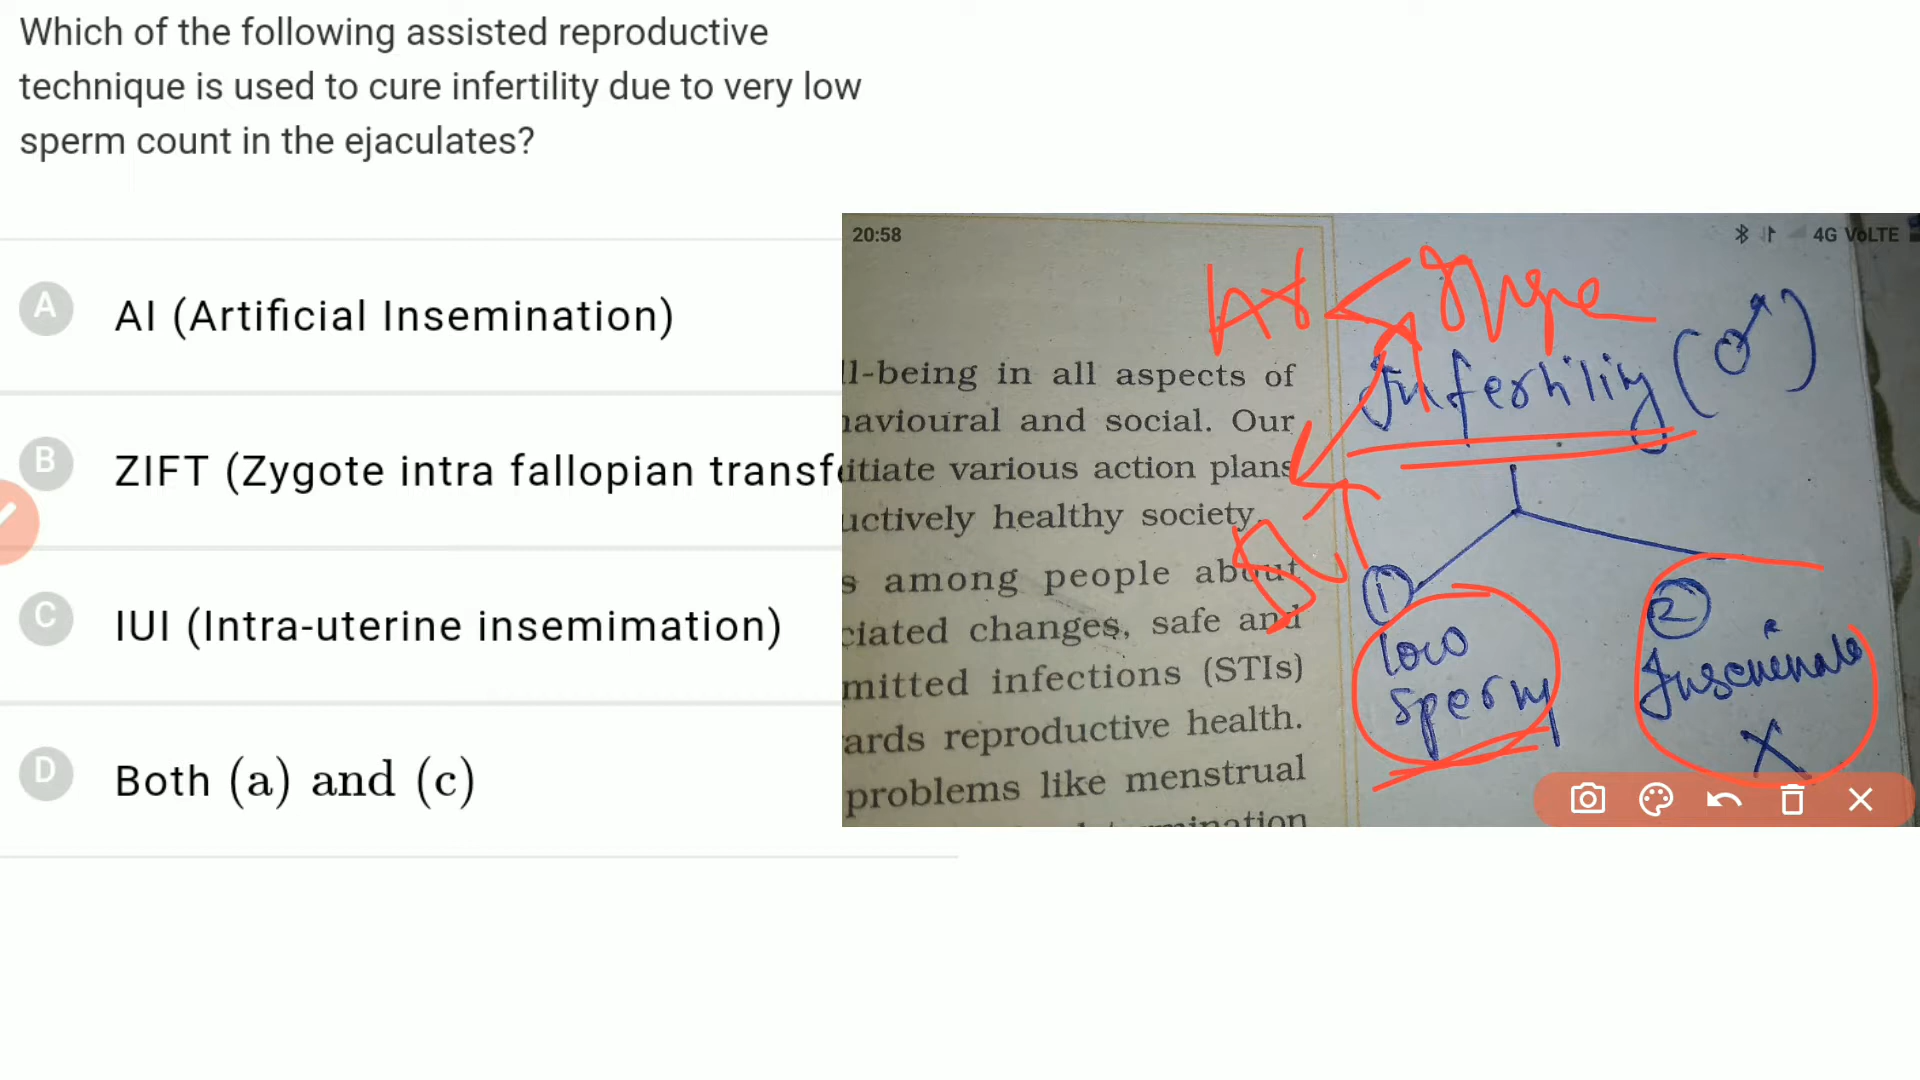 Which of the following assisted reproductive
technique is used to cure infertility due to very low
sperm count in the ejaculates?
A
AI (Artificial Insemination)
B
ZIFT (Zygote intra fallopian transf
C
IUI (Intra-uterine insemimation)
D
Both (a) and (c)
20:58
4G VoLTE
ll-being in all aspects of
navioural and social. Our
itiate various action plans
uctively healthy society.
s among people about
ciated changes, safe and
mitted infections (STIs)
ards reproductive health.
problems like menstrual
mination
Infertility (♂)
1
low
sperm
2
X